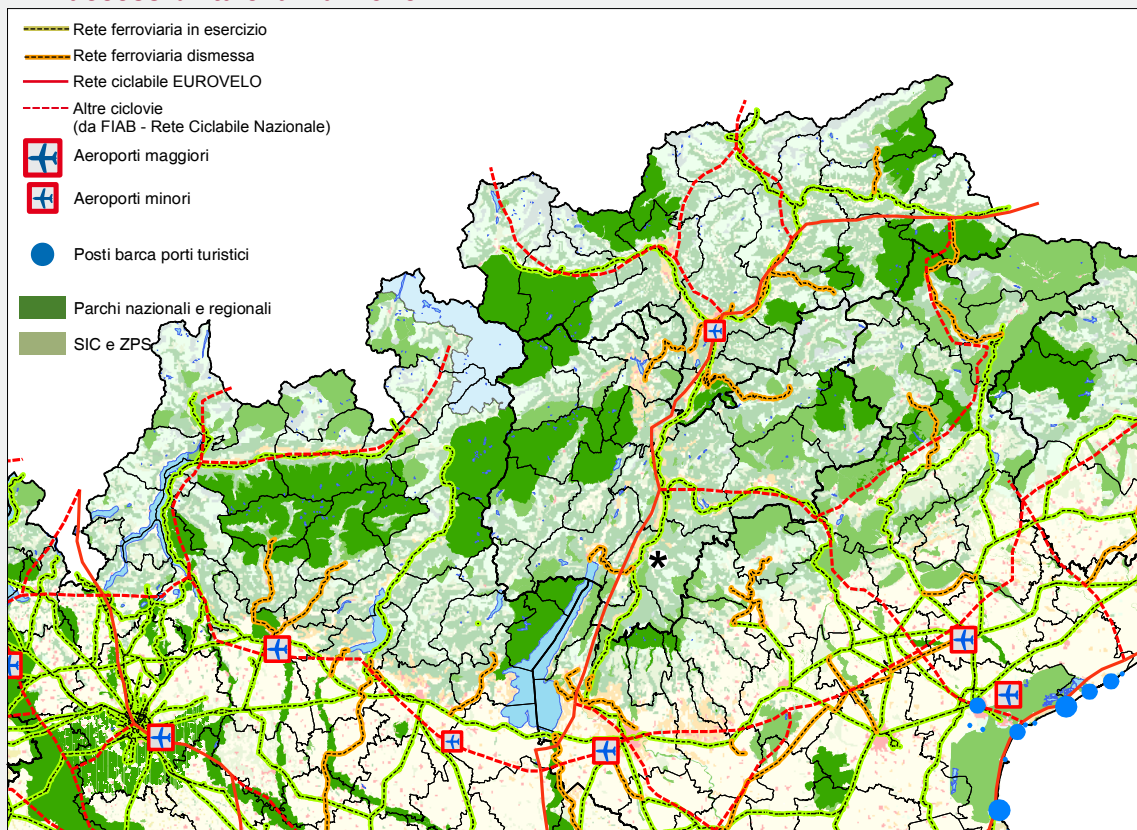 Rete ferroviaria in esercizio
Rete ferroviaria dismessa
Rete ciclabile EUROVELO
Altre ciclovie
(da FIAB - Rete Ciclabile Nazionale)
Aeroporti maggiori
Aeroporti minori
Posti barca porti turistici
Parchi nazionali e regionali
SIC e ZPS
*